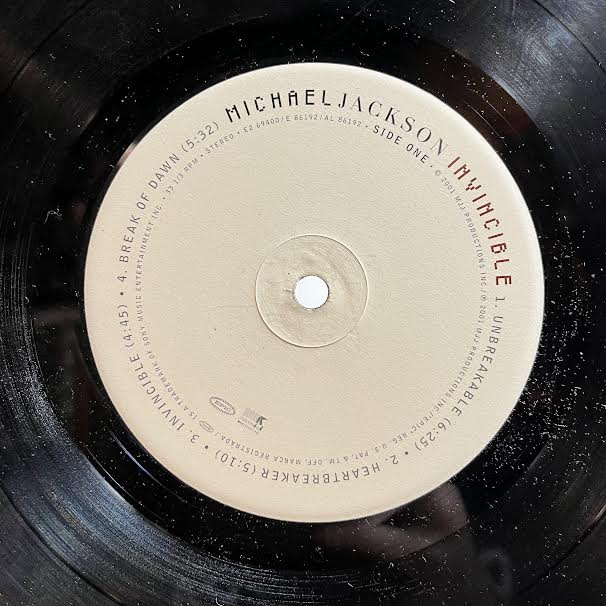 MICHAELJACKSON INVINCIBLE 1. UNBREAKABLE (6:25) • 2. HEARTBREAKER (5:10) • 3. INVINCIBLE (4:45) • 4. BREAK OF DAWN (5:32)
• STEREO • E2 69400/E 86192/AL 86192 • SIDE ONE • © 2001 MJJ PRODUCTIONS INC./℗ 2001 MJJ PRODUCTIONS INC./"EPIC" REG. U.S. PAT. & TM. OFF. MARCA REGISTRADA./ IS A TRADEMARK OF SONY MUSIC ENTERTAINMENT INC. • 33 1/3 RPM